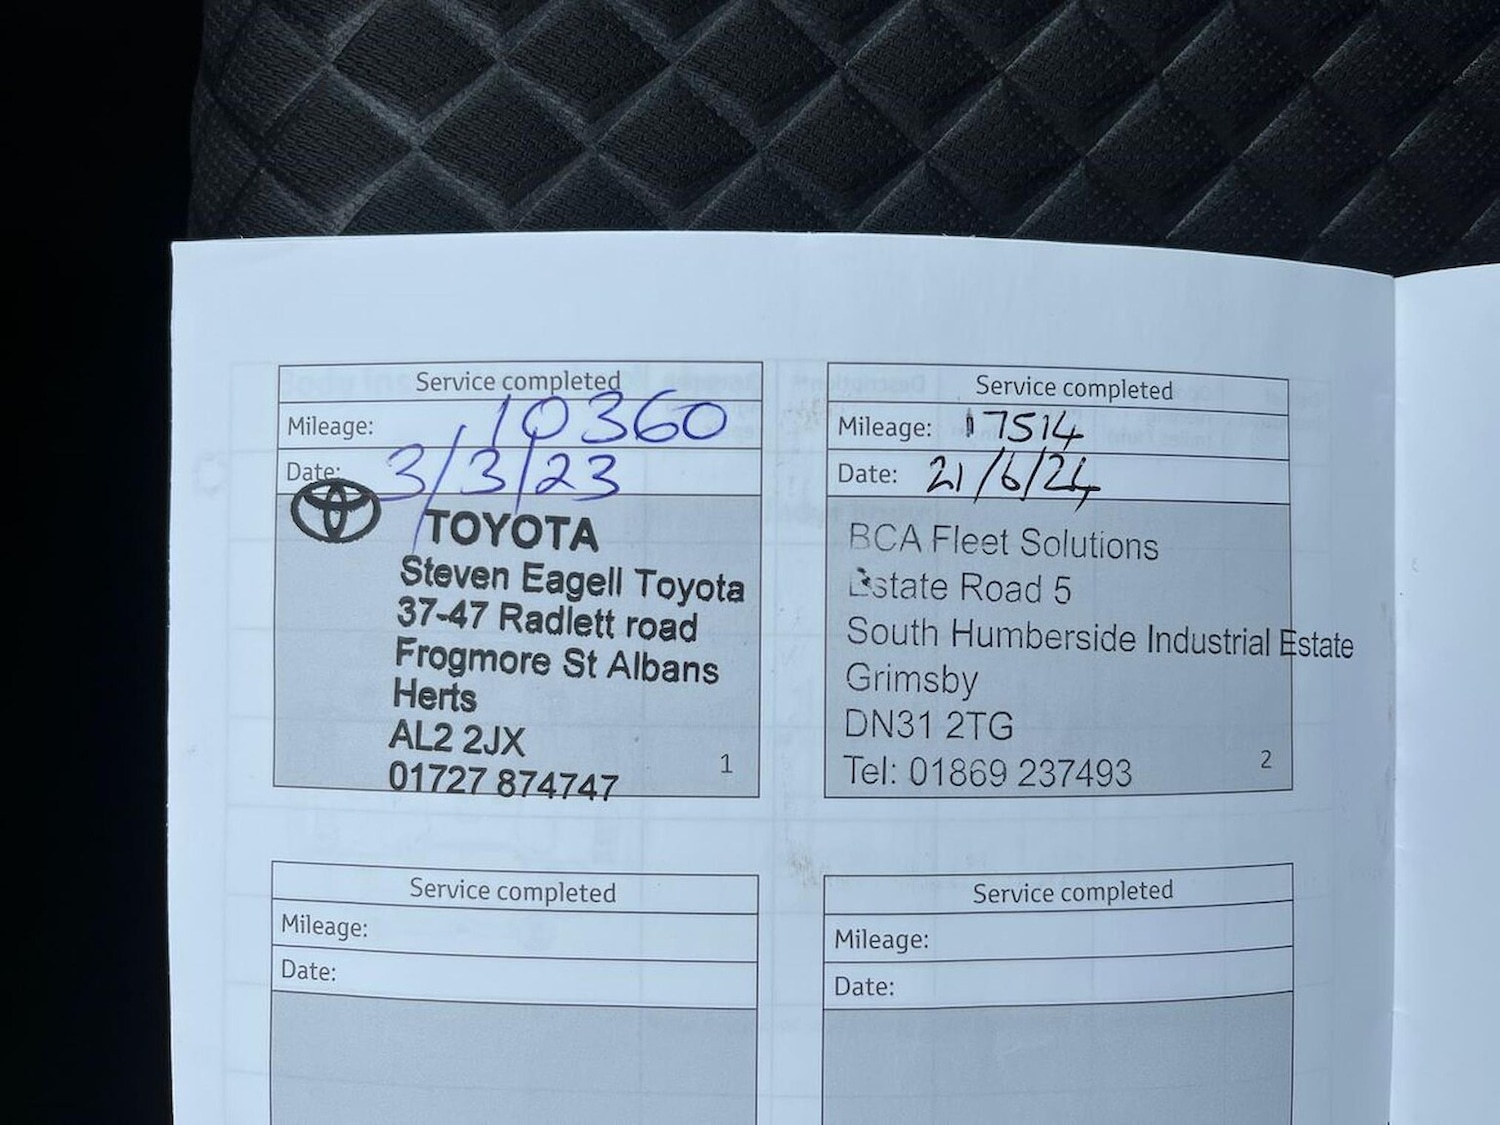 Service completed
Mileage: 10360
Date: 3/3/23
TOYOTA
Steven Eagell Toyota
37-47 Radlett road
Frogmore St Albans
Herts
AL2 2JX
01727 874747
1
Service completed
Mileage: 17514
Date: 21/6/24
BCA Fleet Solutions
Estate Road 5
South Humberside Industrial Estate
Grimsby
DN31 2TG
Tel: 01869 237493
2
Service completed
Mileage:
Date:
Service completed
Mileage:
Date: